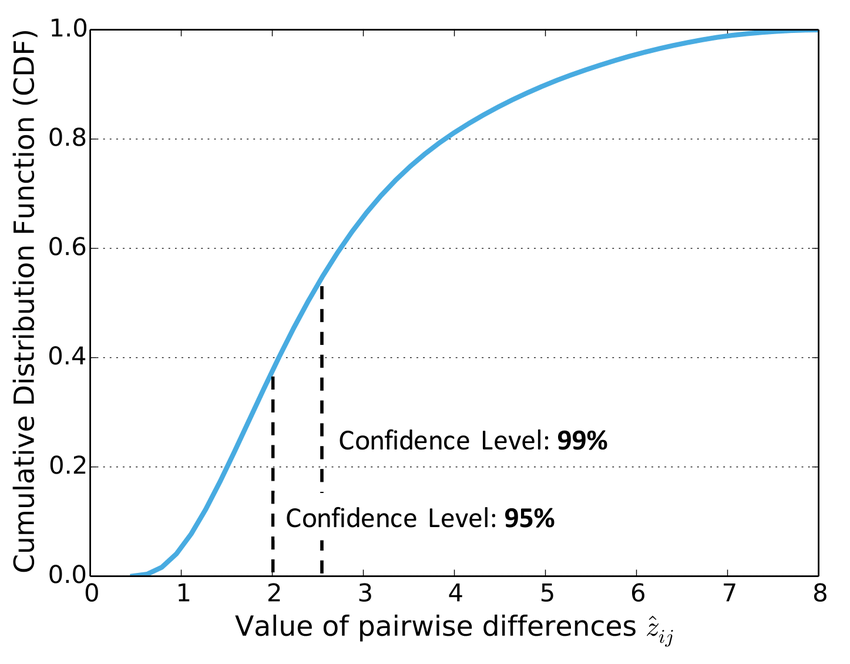 Cumulative Distribution Function (CDF)
1.0
0.8
0.6
0.4
0.2
0.0
Confidence Level: 99%
Confidence Level: 95%
0 1 2 3 4 5 6 7 8
Value of pairwise differences ẑij